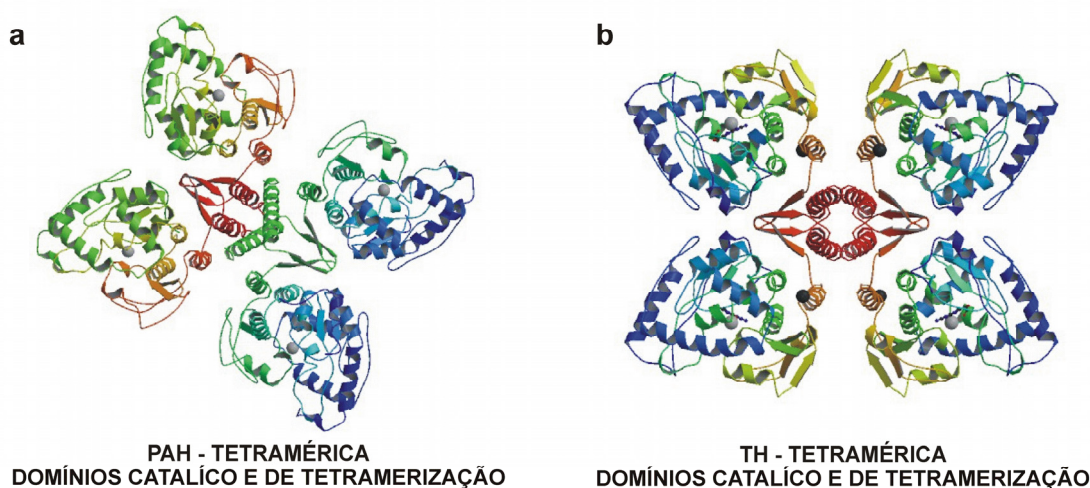 a
b
PAH - TETRAMÉRICA
DOMÍNIOS CATALÍCO E DE TETRAMERIZAÇÃO
TH - TETRAMÉRICA
DOMÍNIOS CATALÍCO E DE TETRAMERIZAÇÃO